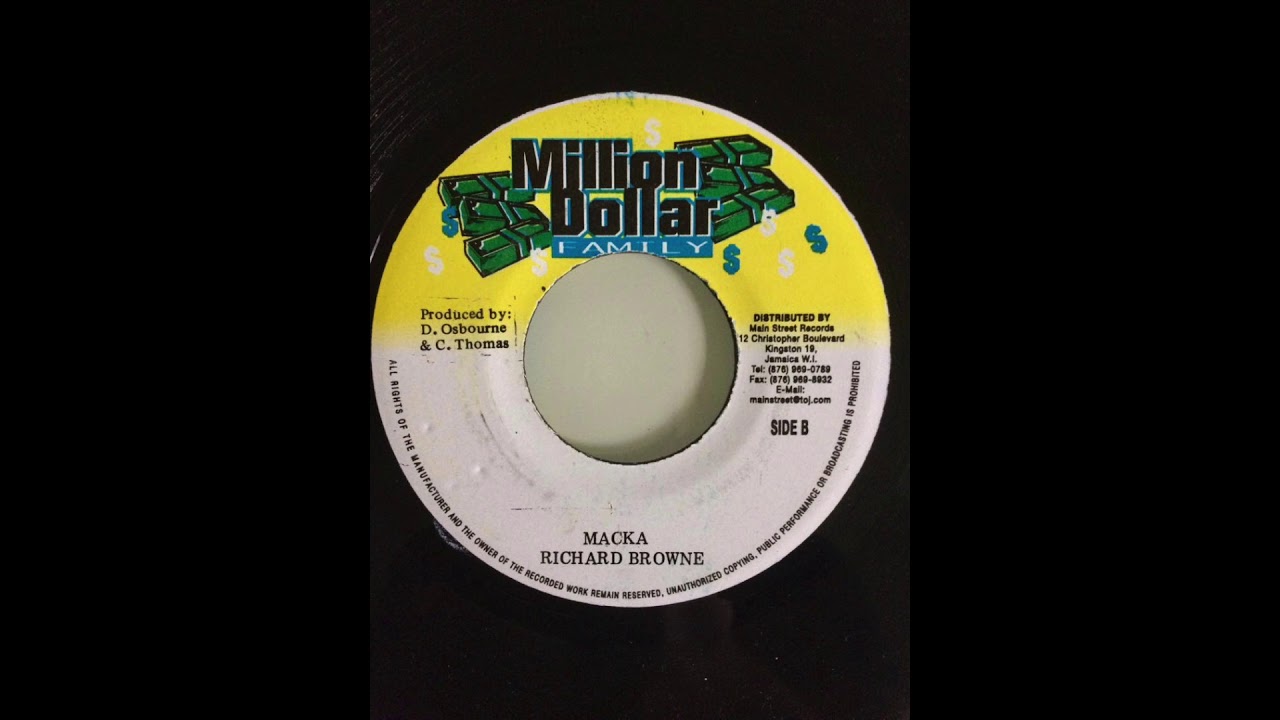 Million
Dollar
FAMILY
Produced by:
D. Osbourne
& C. Thomas
DISTRIBUTED BY
Main Street Records
12 Christopher Boulevard
Kingston 19,
Jamaica W.I.
Tel: (876) 969-0789
Fax: (876) 969-8932
E-Mail:
mainstreet@toj.com
SIDE B
MACKA
RICHARD BROWNE
ALL RIGHTS OF THE MANUFACTURER AND THE OWNER OF THE RECORDED WORK REMAIN RESERVED, UNAUTHORIZED COPYING, PUBLIC PERFORMANCE OR BROADCASTING IS PROHIBITED